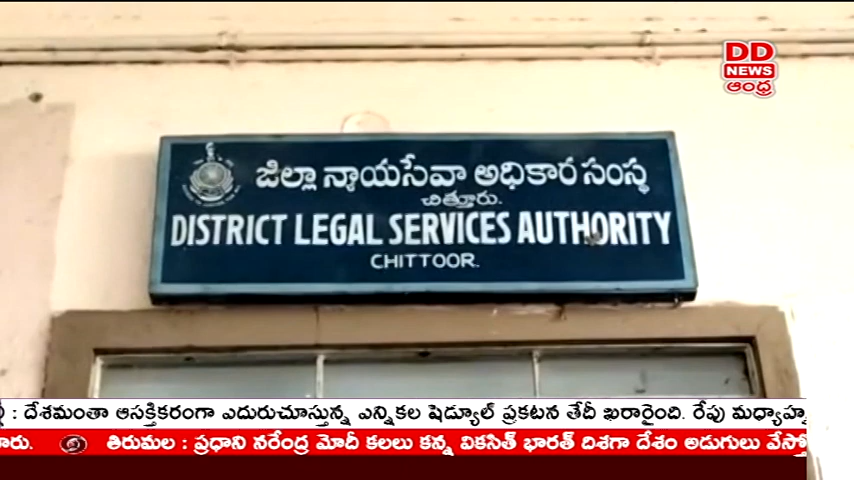 DD
NEWS
ఆంధ్ర
జిల్లా న్యాయసేవా అధికార సంస్థ
చిత్తూరు.
DISTRICT LEGAL SERVICES AUTHORITY
CHITTOOR.
: దేశమంతా ఆసక్తికరంగా ఎదురుచూస్తున్న ఎన్నికల షెడ్యూల్ ప్రకటన తేదీ ఖరారైంది. రేపు మధ్యాహ్న
తిరుమల : ప్రధాని నరేంద్ర మోదీ కలలు కన్న వికసిత్ భారత్ దిశగా దేశం అడుగులు